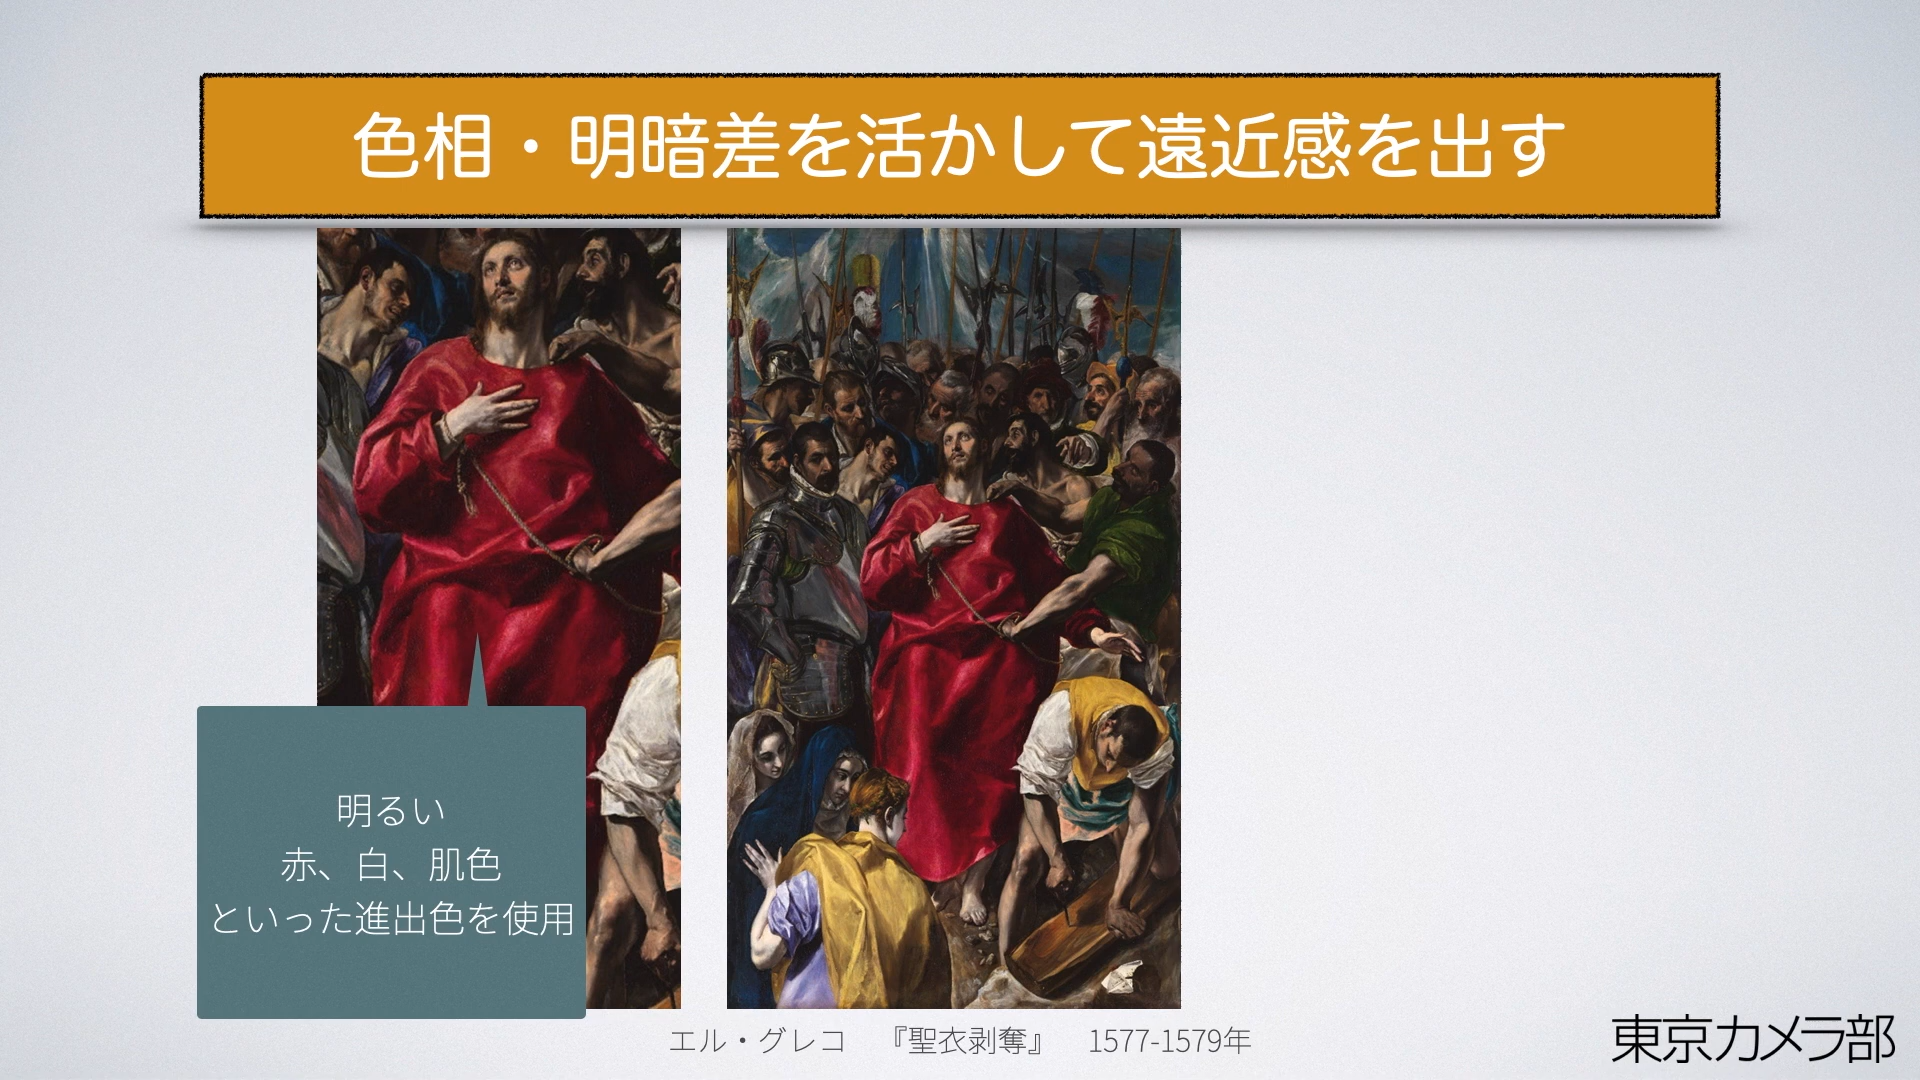 色相・明暗差を活かして遠近感を出す
明るい
赤、白、肌色
といった進出色を使用
エル・グレコ　『聖衣剥奪』　1577-1579年
東京カメラ部